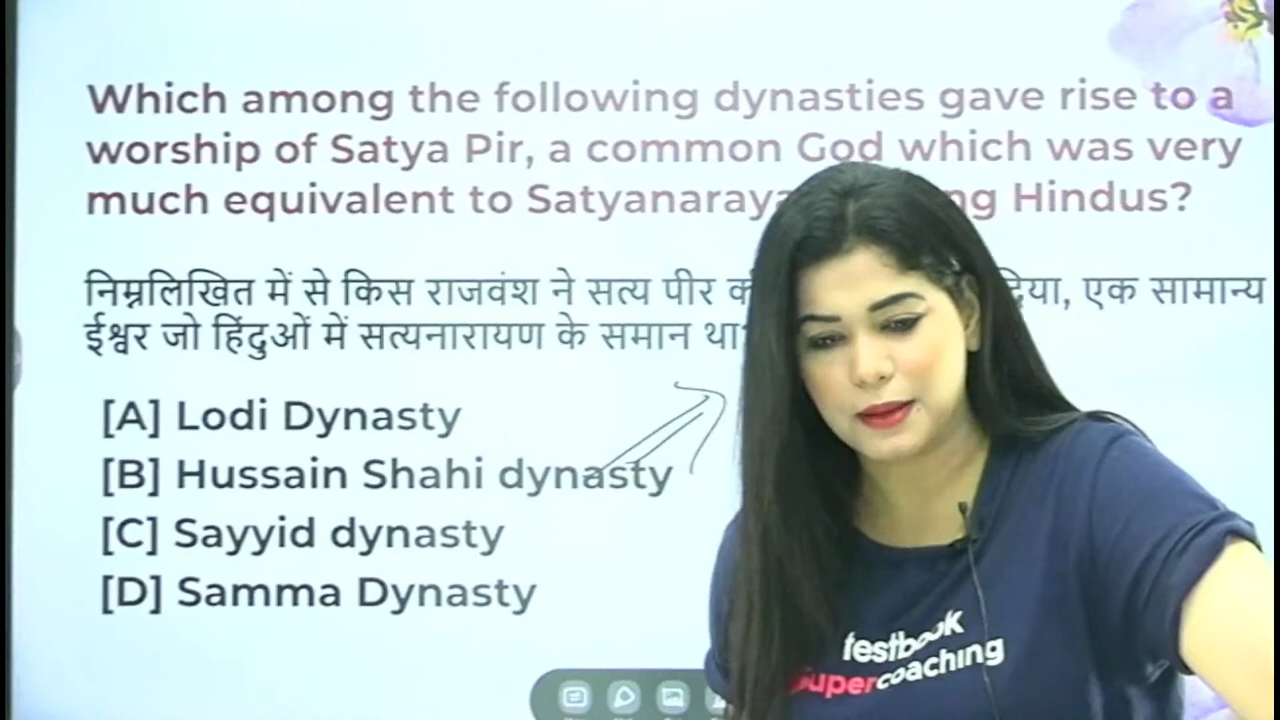 Which among the following dynasties gave rise to a
worship of Satya Pir, a common God which was very
much equivalent to Satyanaraya ng Hindus?
निम्नलिखित में से किस राजवंश ने सत्य पीर दिया, एक सामान्य
ईश्वर जो हिंदुओं में सत्यनारायण के समान था
[A] Lodi Dynasty
[B] Hussain Shahi dynasty
[C] Sayyid dynasty
[D] Samma Dynasty
testbook
Supercoaching